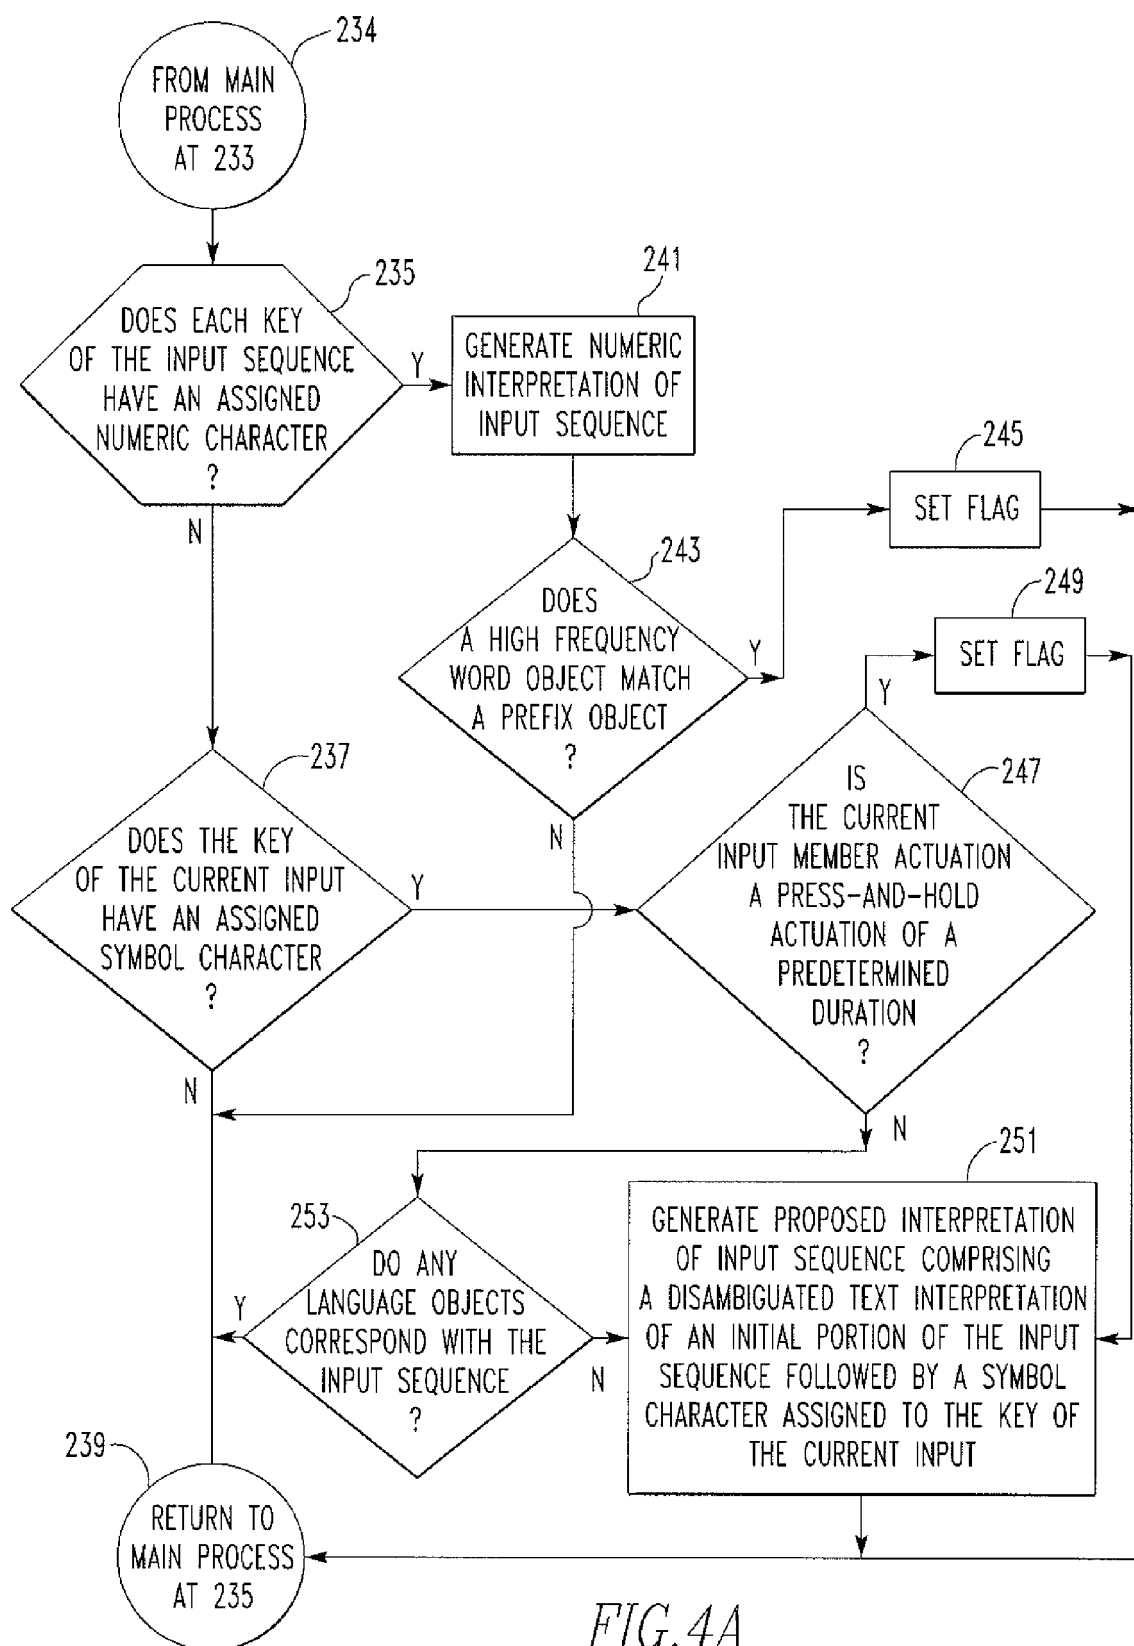 234
FROM MAIN
PROCESS
AT 233
235
DOES EACH KEY
OF THE INPUT SEQUENCE
HAVE AN ASSIGNED
NUMERIC CHARACTER
?
Y
N
241
GENERATE NUMERIC
INTERPRETATION OF
INPUT SEQUENCE
245
SET FLAG
243
DOES
A HIGH FREQUENCY
WORD OBJECT MATCH
A PREFIX OBJECT
?
Y
N
249
SET FLAG
237
DOES THE KEY
OF THE CURRENT INPUT
HAVE AN ASSIGNED
SYMBOL CHARACTER
?
Y
N
247
Y
IS
THE CURRENT
INPUT MEMBER ACTUATION
A PRESS-AND-HOLD
ACTUATION OF A
PREDETERMINED
DURATION
?
N
253
DO ANY
LANGUAGE OBJECTS
CORRESPOND WITH THE
INPUT SEQUENCE
?
Y
N
251
GENERATE PROPOSED INTERPRETATION
OF INPUT SEQUENCE COMPRISING
A DISAMBIGUATED TEXT INTERPRETATION
OF AN INITIAL PORTION OF THE INPUT
SEQUENCE FOLLOWED BY A SYMBOL
CHARACTER ASSIGNED TO THE KEY OF
THE CURRENT INPUT
239
RETURN TO
MAIN PROCESS
AT 235
FIG.4A